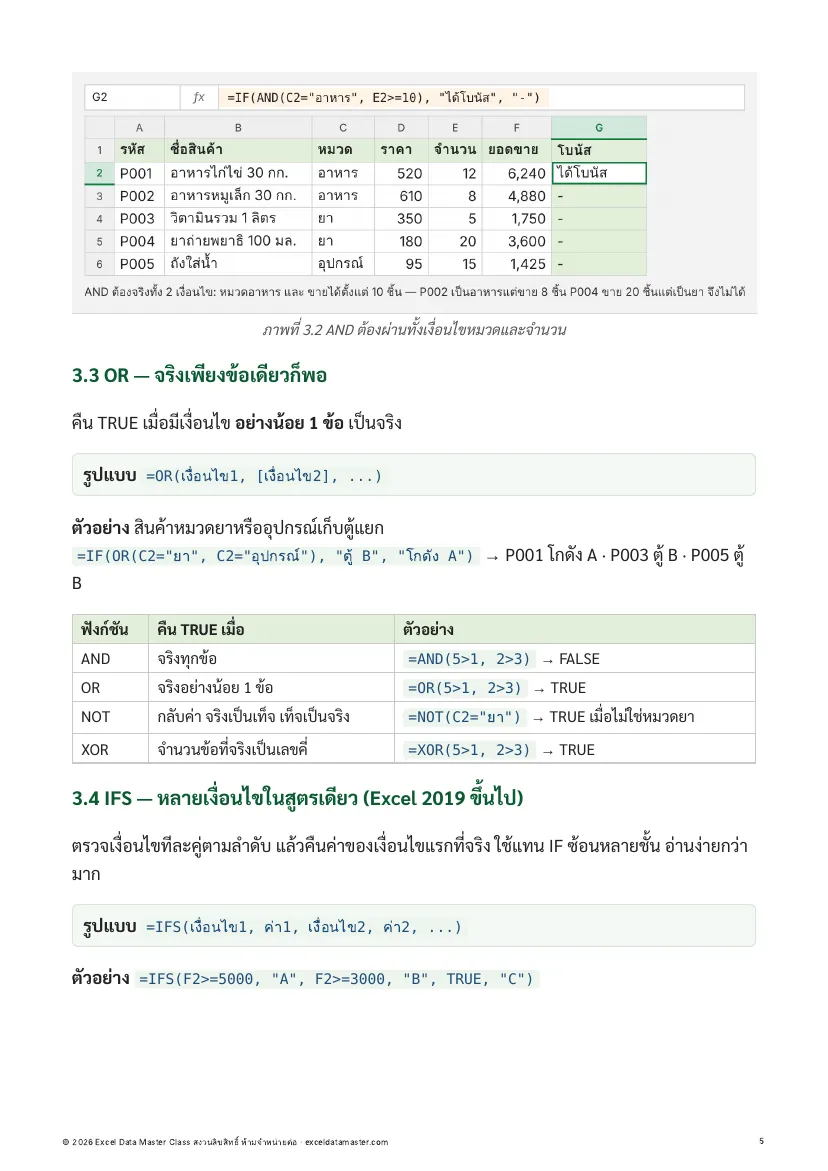 G2 fx =IF(AND(C2="อาหาร", E2>=10), "ได้โบนัส", "-")
A B C D E F G
1 รหัส ชื่อสินค้า หมวด ราคา จำนวน ยอดขาย โบนัส
2 P001 อาหารไก่ไข่ 30 กก. อาหาร 520 12 6,240 ได้โบนัส
3 P002 อาหารหมูเล็ก 30 กก. อาหาร 610 8 4,880 -
4 P003 วิตามินรวม 1 ลิตร ยา 350 5 1,750 -
5 P004 ยาถ่ายพยาธิ 100 มล. ยา 180 20 3,600 -
6 P005 ถังใส่น้ำ อุปกรณ์ 95 15 1,425 -
AND ต้องจริงทั้ง 2 เงื่อนไข: หมวดอาหาร และ ขายได้ตั้งแต่ 10 ชิ้น — P002 เป็นอาหารแต่ขาย 8 ชิ้น P004 ขาย 20 ชิ้นแต่เป็นยา จึงไม่ได้
ภาพที่ 3.2 AND ต้องผ่านทั้งเงื่อนไขหมวดและจำนวน
3.3 OR — จริงเพียงข้อเดียวก็พอ
คืน TRUE เมื่อมีเงื่อนไข อย่างน้อย 1 ข้อ เป็นจริง
รูปแบบ =OR(เงื่อนไข1, [เงื่อนไข2], ...)
ตัวอย่าง สินค้าหมวดยาหรืออุปกรณ์เก็บตู้แยก
=IF(OR(C2="ยา", C2="อุปกรณ์"), "ตู้ B", "โกดัง A") → P001 โกดัง A · P003 ตู้ B · P005 ตู้
B
ฟังก์ชัน คืน TRUE เมื่อ ตัวอย่าง
AND จริงทุกข้อ =AND(5>1, 2>3) → FALSE
OR จริงอย่างน้อย 1 ข้อ =OR(5>1, 2>3) → TRUE
NOT กลับค่า จริงเป็นเท็จ เท็จเป็นจริง =NOT(C2="ยา") → TRUE เมื่อไม่ใช่หมวดยา
XOR จำนวนข้อที่จริงเป็นเลขคี่ =XOR(5>1, 2>3) → TRUE
3.4 IFS — หลายเงื่อนไขในสูตรเดียว (Excel 2019 ขึ้นไป)
ตรวจเงื่อนไขทีละคู่ตามลำดับ แล้วคืนค่าของเงื่อนไขแรกที่จริง ใช้แทน IF ซ้อนหลายชั้น อ่านง่ายกว่า
มาก
รูปแบบ =IFS(เงื่อนไข1, ค่า1, เงื่อนไข2, ค่า2, ...)
ตัวอย่าง =IFS(F2>=5000, "A", F2>=3000, "B", TRUE, "C")
© 2026 Excel Data Master Class สงวนลิขสิทธิ์ ห้ามจำหน่ายต่อ · exceldatamaster.com 5